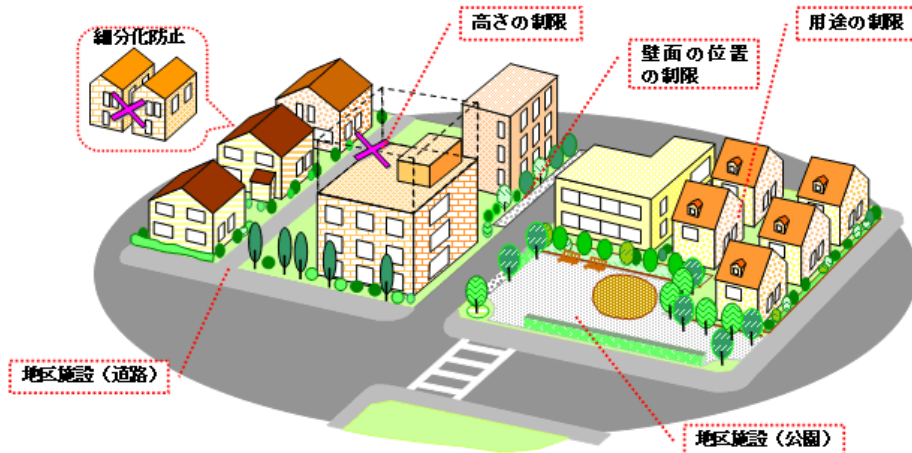 高さの制限
用途の制限
細分化防止
壁面の位置
の制限
地区施設（道路）
地区施設（公園）